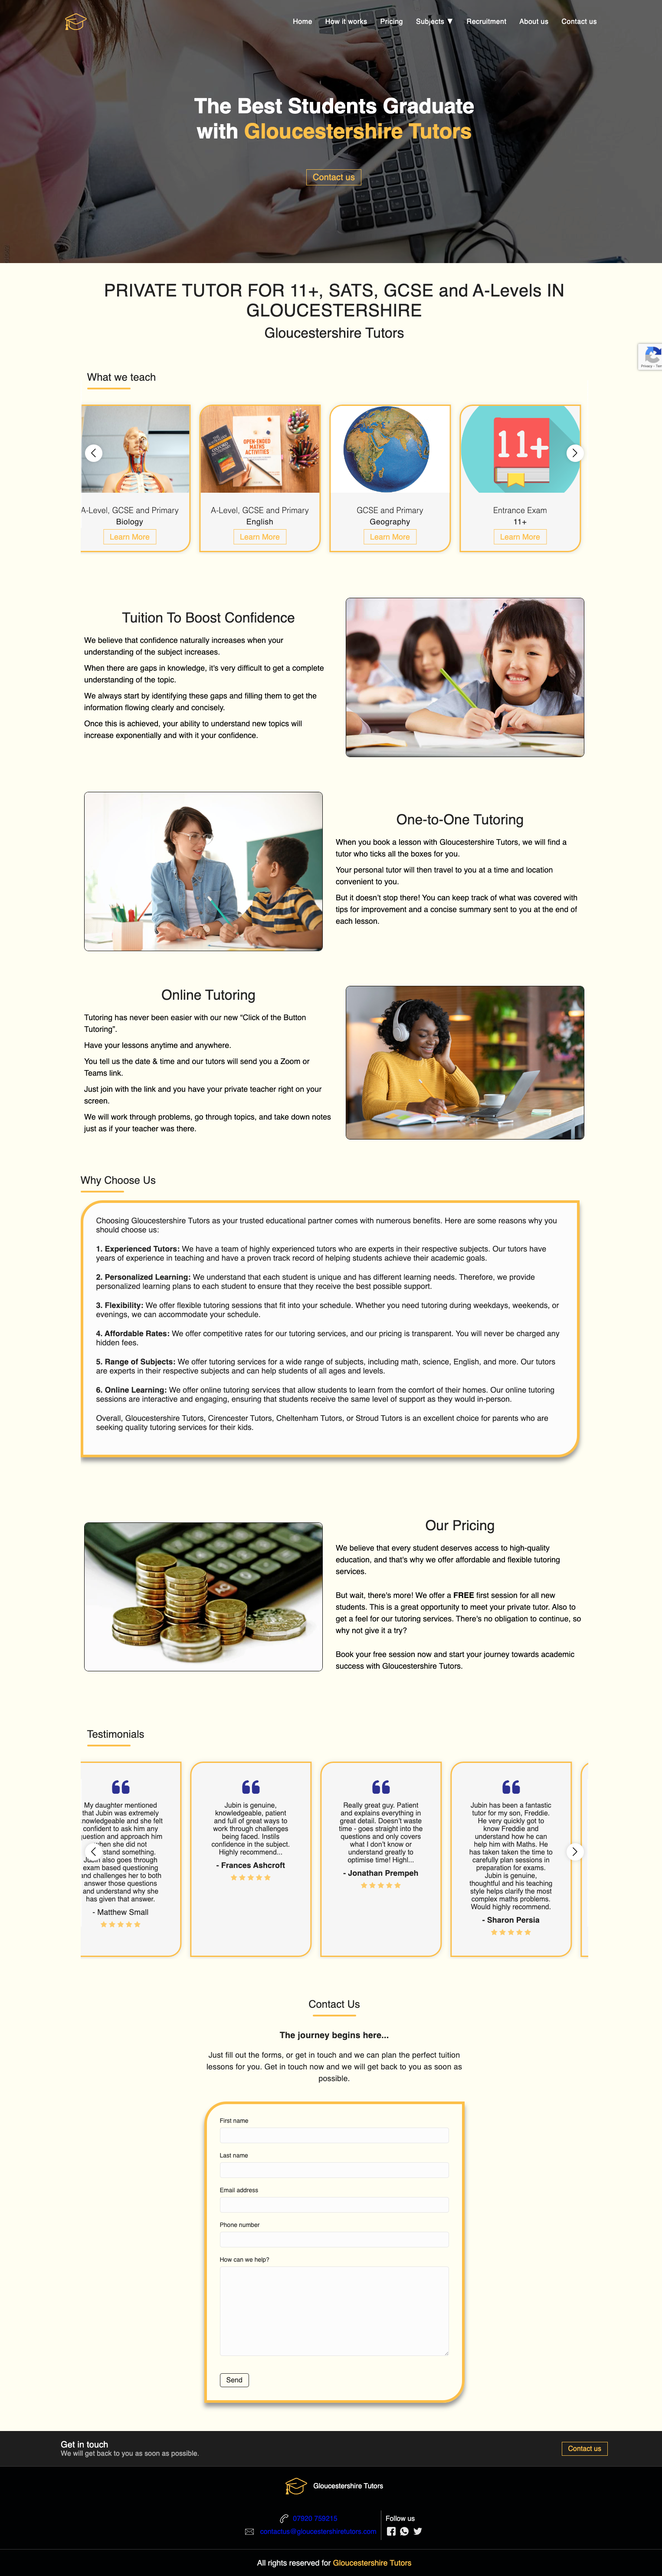 Home How it works Pricing Subjects ▼ Recruitment About us Contact us
The Best Students Graduate
with Gloucestershire Tutors
Contact us
PRIVATE TUTOR FOR 11+, SATS, GCSE and A-Levels IN
GLOUCESTERSHIRE
Gloucestershire Tutors
What we teach
OPEN-ENDED
MATHS
ACTIVITIES
11+
A-Level, GCSE and Primary
Biology
Learn More
A-Level, GCSE and Primary
English
Learn More
GCSE and Primary
Geography
Learn More
Entrance Exam
11+
Learn More
Tuition To Boost Confidence
We believe that confidence naturally increases when your
understanding of the subject increases.
When there are gaps in knowledge, it's very difficult to get a complete
understanding of the topic.
We always start by identifying these gaps and filling them to get the
information flowing clearly and concisely.
Once this is achieved, your ability to understand new topics will
increase exponentially and with it your confidence.
One-to-One Tutoring
When you book a lesson with Gloucestershire Tutors, we will find a
tutor who ticks all the boxes for you.
Your personal tutor will then travel to you at a time and location
convenient to you.
But it doesn't stop there! You can keep track of what was covered with
tips for improvement and a concise summary sent to you at the end of
each lesson.
Online Tutoring
Tutoring has never been easier with our new “Click of the Button
Tutoring”.
Have your lessons anytime and anywhere.
You tell us the date & time and our tutors will send you a Zoom or
Teams link.
Just join with the link and you have your private teacher right on your
screen.
We will work through problems, go through topics, and take down notes
just as if your teacher was there.
Why Choose Us
Choosing Gloucestershire Tutors as your trusted educational partner comes with numerous benefits. Here are some reasons why you
should choose us:
1. Experienced Tutors: We have a team of highly experienced tutors who are experts in their respective subjects. Our tutors have
years of experience in teaching and have a proven track record of helping students achieve their academic goals.
2. Personalized Learning: We understand that each student is unique and has different learning needs. Therefore, we provide
personalized learning plans to each student to ensure that they receive the best possible support.
3. Flexibility: We offer flexible tutoring sessions that fit into your schedule. Whether you need tutoring during weekdays, weekends, or
evenings, we can accommodate your schedule.
4. Affordable Rates: We offer competitive rates for our tutoring services, and our pricing is transparent. You will never be charged any
hidden fees.
5. Range of Subjects: We offer tutoring services for a wide range of subjects, including math, science, English, and more. Our tutors
are experts in their respective subjects and can help students of all ages and levels.
6. Online Learning: We offer online tutoring services that allow students to learn from the comfort of their homes. Our online tutoring
sessions are interactive and engaging, ensuring that students receive the same level of support as they would in-person.
Overall, Gloucestershire Tutors, Cirencester Tutors, Cheltenham Tutors, or Stroud Tutors is an excellent choice for parents who are
seeking quality tutoring services for their kids.
Our Pricing
We believe that every student deserves access to high-quality
education, and that's why we offer affordable and flexible tutoring
services.
But wait, there's more! We offer a FREE first session for all new
students. This is a great opportunity to meet your private tutor. Also to
get a feel for our tutoring services. There's no obligation to continue, so
why not give it a try?
Book your free session now and start your journey towards academic
success with Gloucestershire Tutors.
Testimonials
My daughter mentioned
that Jubin was extremely
nowledgeable and she felt
confident to ask him any
uestion and approach him
when she did not
stand something.
also goes through
exam based questioning
and challenges her to both
answer those questions
and understand why she
has given that answer.
- Matthew Small
Jubin is genuine,
knowledgeable, patient
and full of great ways to
work through challenges
being faced. Instils
confidence in the subject.
Highly recommend...
- Frances Ashcroft
Really great guy. Patient
and explains everything in
great detail. Doesn't waste
time - goes straight into the
questions and only covers
what I don't know or
understand greatly to
optimise time! Highl...
- Jonathan Prempeh
Jubin has been a fantastic
tutor for my son, Freddie.
He very quickly got to
know Freddie and
understand how he can
help him with Maths. He
has taken taken the time to
carefully plan sessions in
preparation for exams.
Jubin is genuine,
thoughtful and his teaching
style helps clarify the most
complex maths problems.
Would highly recommend.
- Sharon Persia
Contact Us
The journey begins here...
Just fill out the forms, or get in touch and we can plan the perfect tuition
lessons for you. Get in touch now and we will get back to you as soon as
possible.
First name
Last name
Email address
Phone number
How can we help?
Send
Get in touch
We will get back to you as soon as possible.
Contact us
Gloucestershire Tutors
contactus@gloucestershiretutors.com
Follow us
All rights reserved for Gloucestershire Tutors